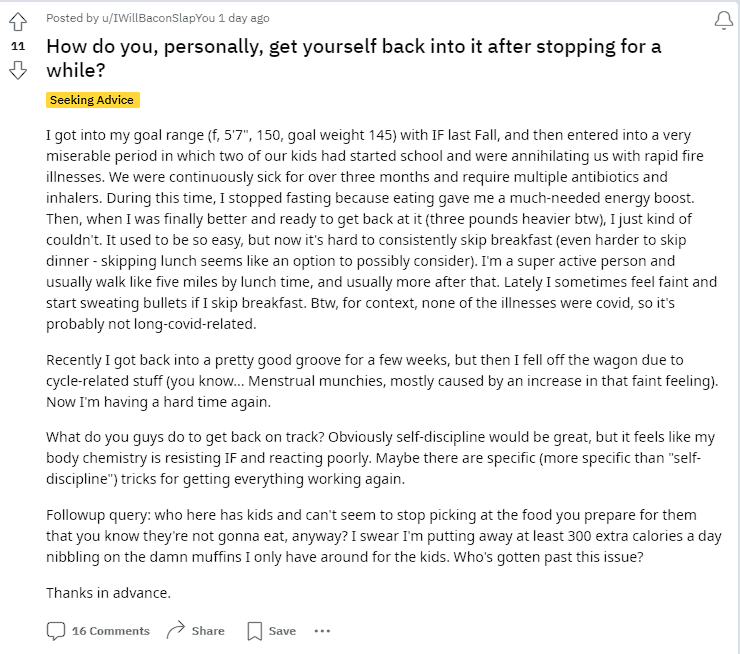 Posted by u/IWillBaconSlapYou 1 day ago
11
How do you, personally, get yourself back into it after stopping for a
while?
Seeking Advice
I got into my goal range (f, 5'7", 150, goal weight 145) with IF last Fall, and then entered into a very
miserable period in which two of our kids had started school and were annihilating us with rapid fire
illnesses. We were continuously sick for over three months and require multiple antibiotics and
inhalers. During this time, I stopped fasting because eating gave me a much-needed energy boost.
Then, when I was finally better and ready to get back at it (three pounds heavier btw), I just kind of
couldn't. It used to be so easy, but now it's hard to consistently skip breakfast (even harder to skip
dinner - skipping lunch seems like an option to possibly consider). I'm a super active person and
usually walk like five miles by lunch time, and usually more after that. Lately I sometimes feel faint and
start sweating bullets if I skip breakfast. Btw, for context, none of the illnesses were covid, so it's
probably not long-covid-related.
Recently I got back into a pretty good groove for a few weeks, but then I fell off the wagon due to
cycle-related stuff (you know... Menstrual munchies, mostly caused by an increase in that faint feeling).
Now I'm having a hard time again.
What do you guys do to get back on track? Obviously self-discipline would be great, but it feels like my
body chemistry is resisting IF and reacting poorly. Maybe there are specific (more specific than "self-
discipline") tricks for getting everything working again.
Followup query: who here has kids and can't seem to stop picking at the food you prepare for them
that you know they're not gonna eat, anyway? I swear I'm putting away at least 300 extra calories a day
nibbling on the damn muffins I only have around for the kids. Who's gotten past this issue?
Thanks in advance.
16 Comments Share Save